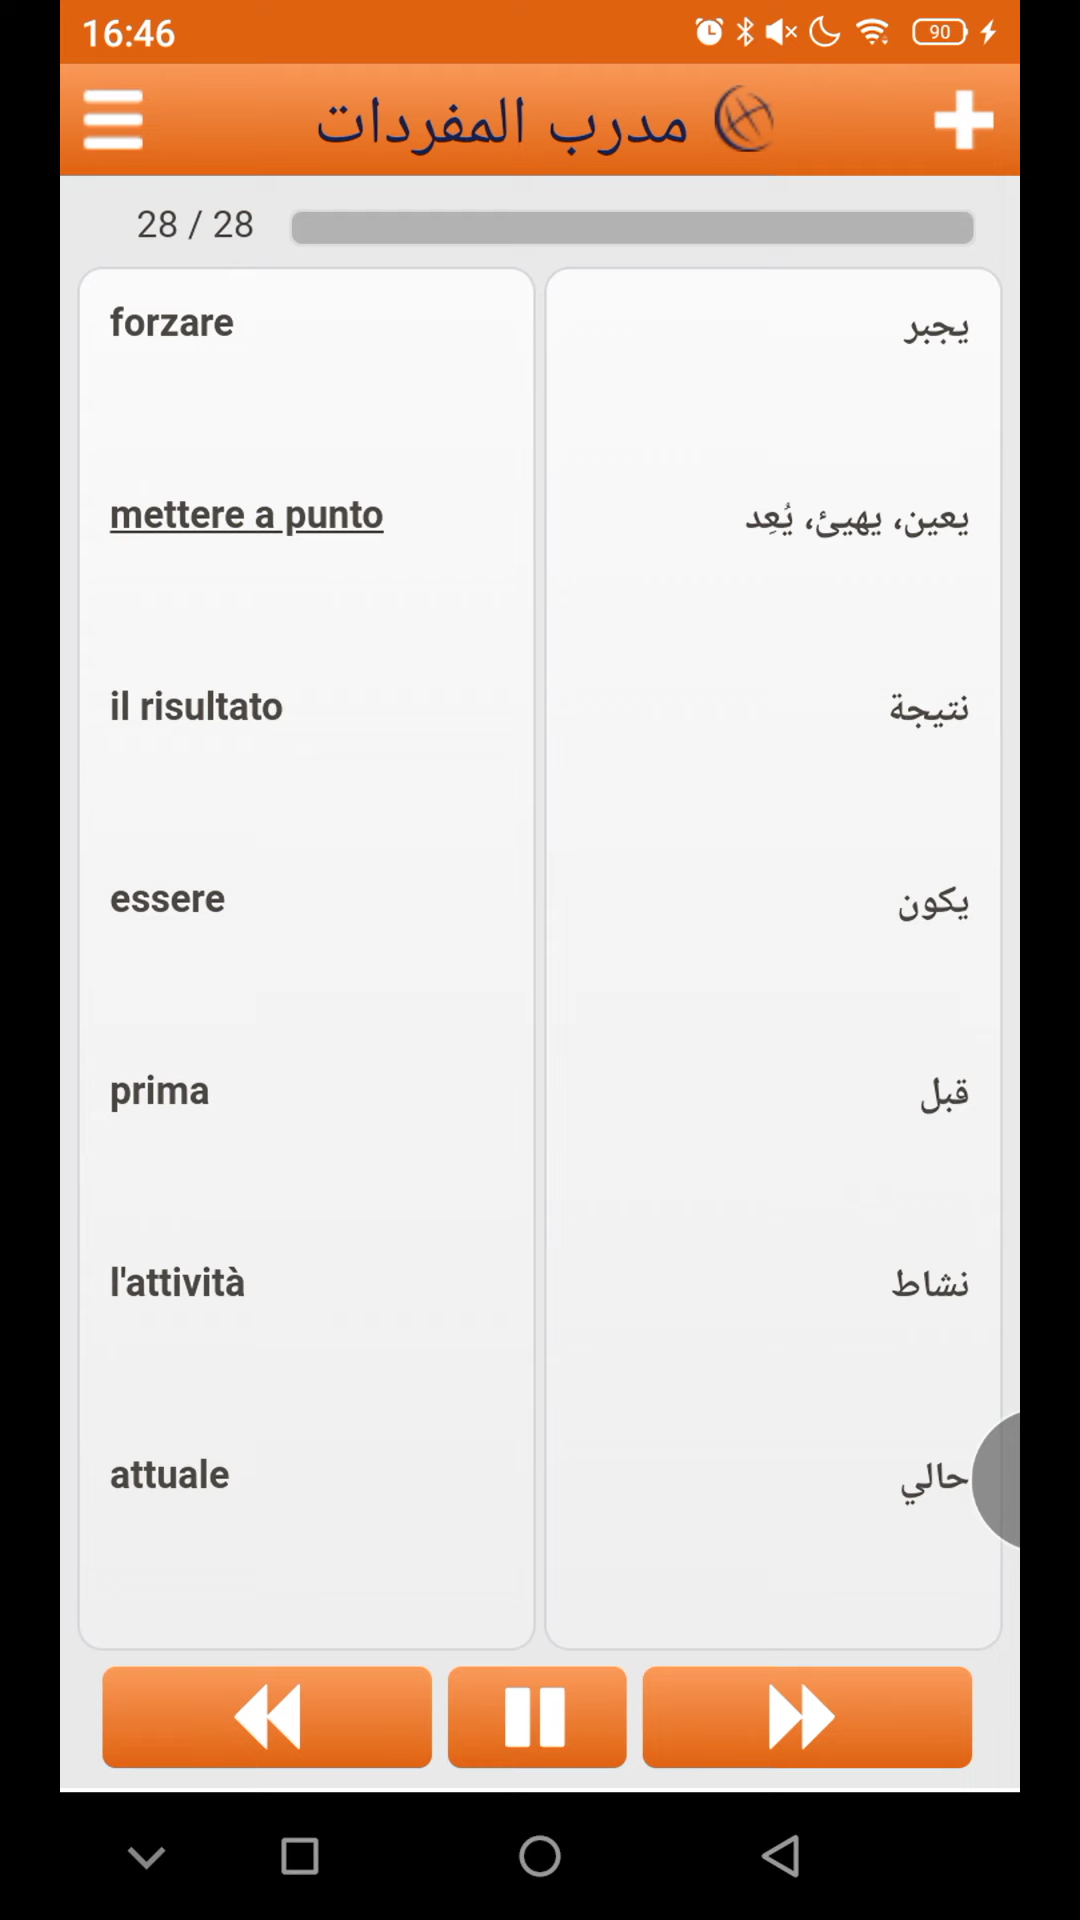 16:46
90
مدرب المفردات
28 / 28
forzare
يجبر
mettere a punto
يعين، يهيئ، يُعِد
il risultato
نتيجة
essere
يكون
prima
قبل
l'attività
نشاط
attuale
حالي